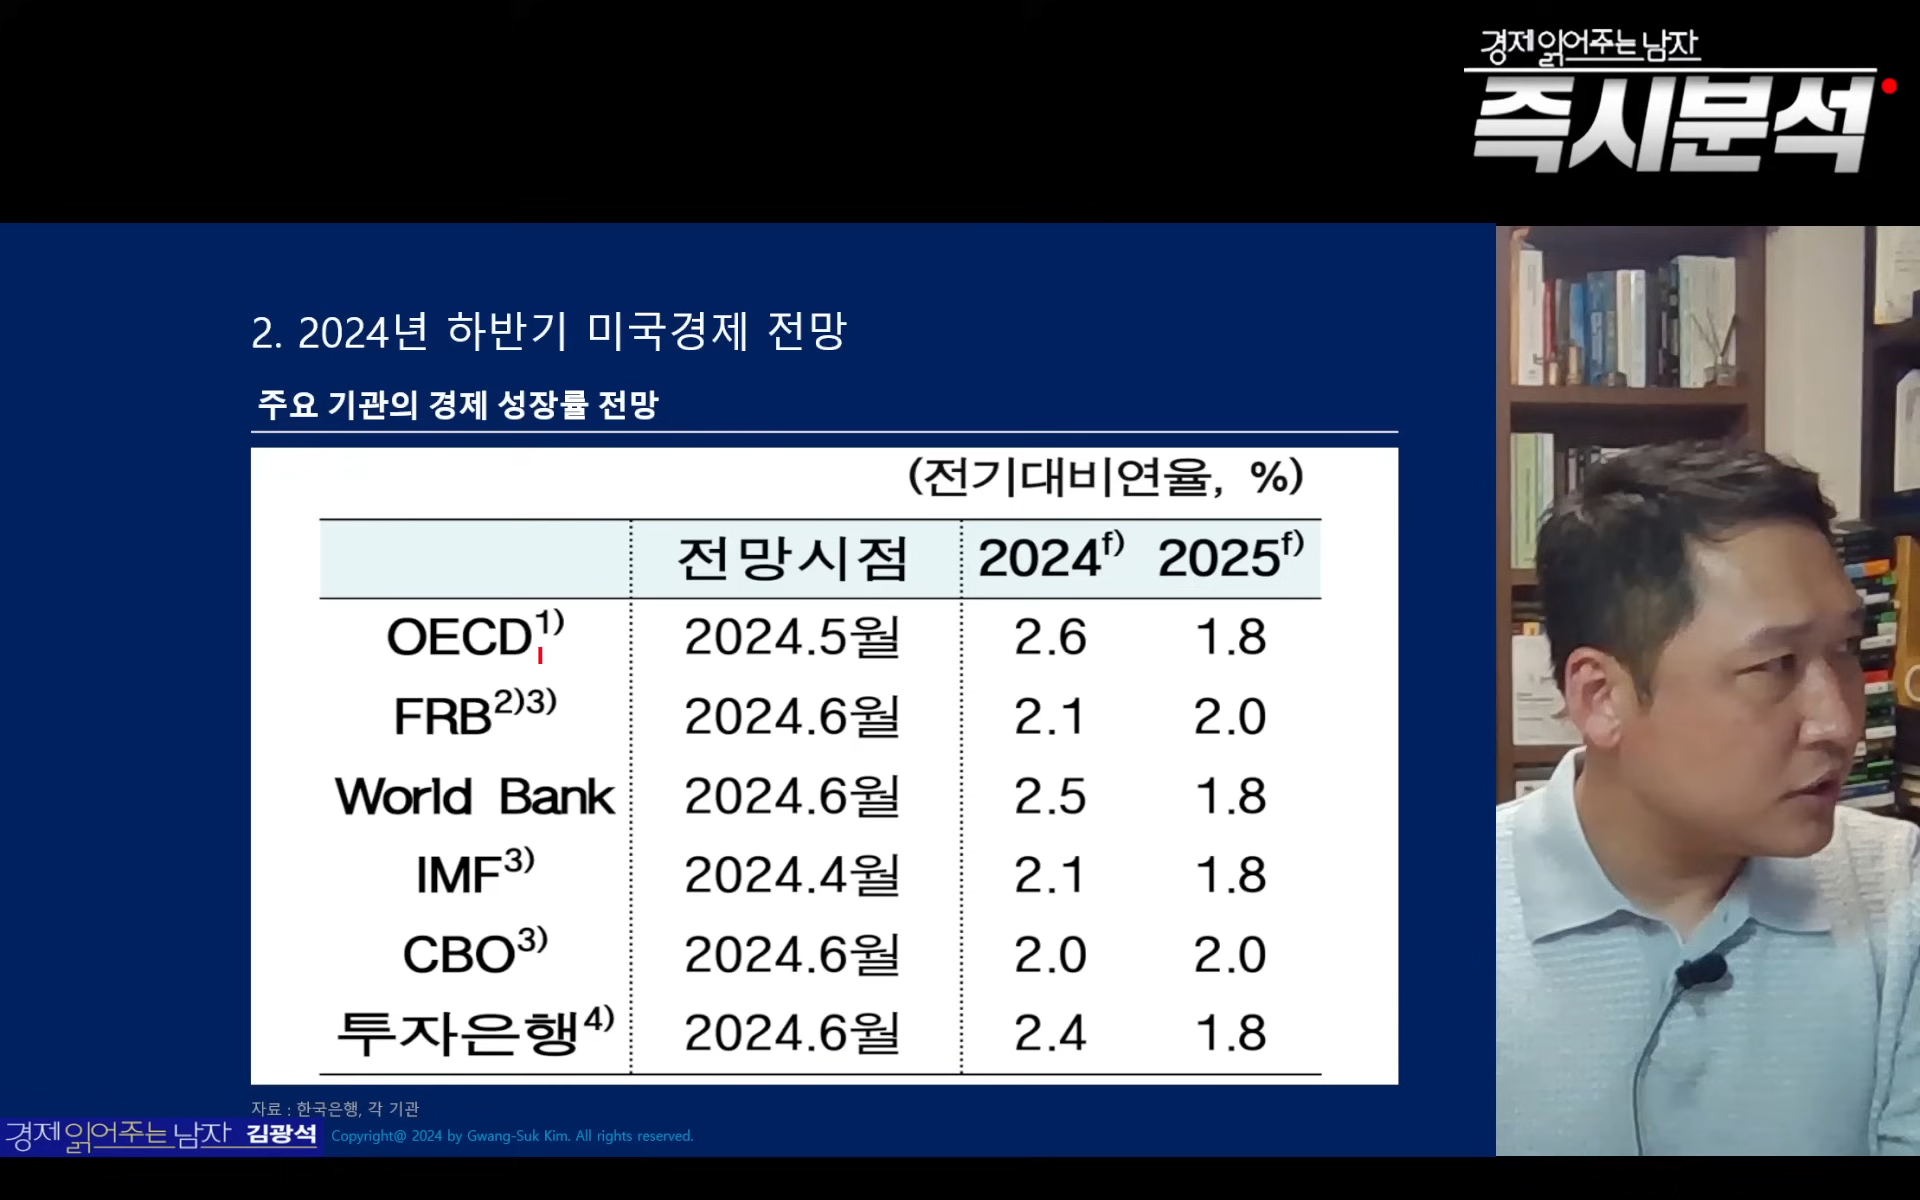 경제 읽어주는 남자
즉시분석
2. 2024년 하반기 미국경제 전망
주요 기관의 경제 성장률 전망
(전기대비연율, %)
전망시점 2024f) 2025f)
OECD1) 2024.5월 2.6 1.8
FRB2)3) 2024.6월 2.1 2.0
World Bank 2024.6월 2.5 1.8
IMF3) 2024.4월 2.1 1.8
CBO3) 2024.6월 2.0 2.0
투자은행4) 2024.6월 2.4 1.8
자료 : 한국은행, 각 기관
경제 읽어주는 남자 김광석 Copyright@ 2024 by Gwang-Suk Kim. All rights reserved.